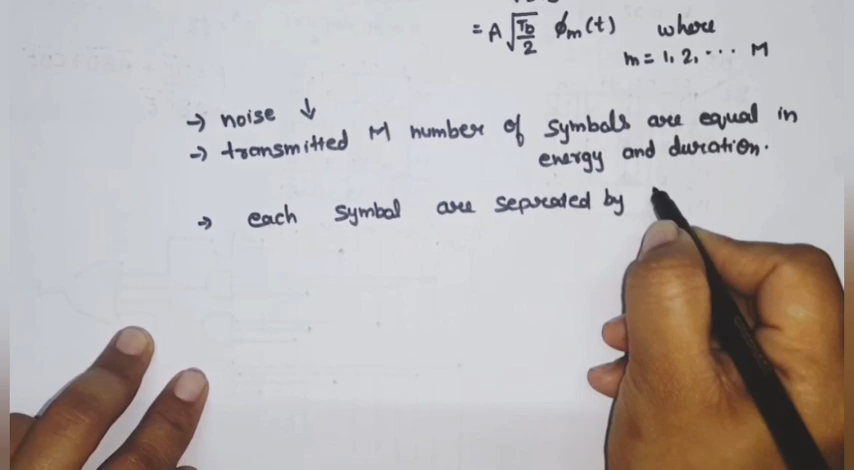 = A √(Tb/2) ϕm(t) where
m = 1, 2, ... M
→ noise ↓
→ transmitted M number of symbols are equal in
energy and duration.
→ each symbol are separated by